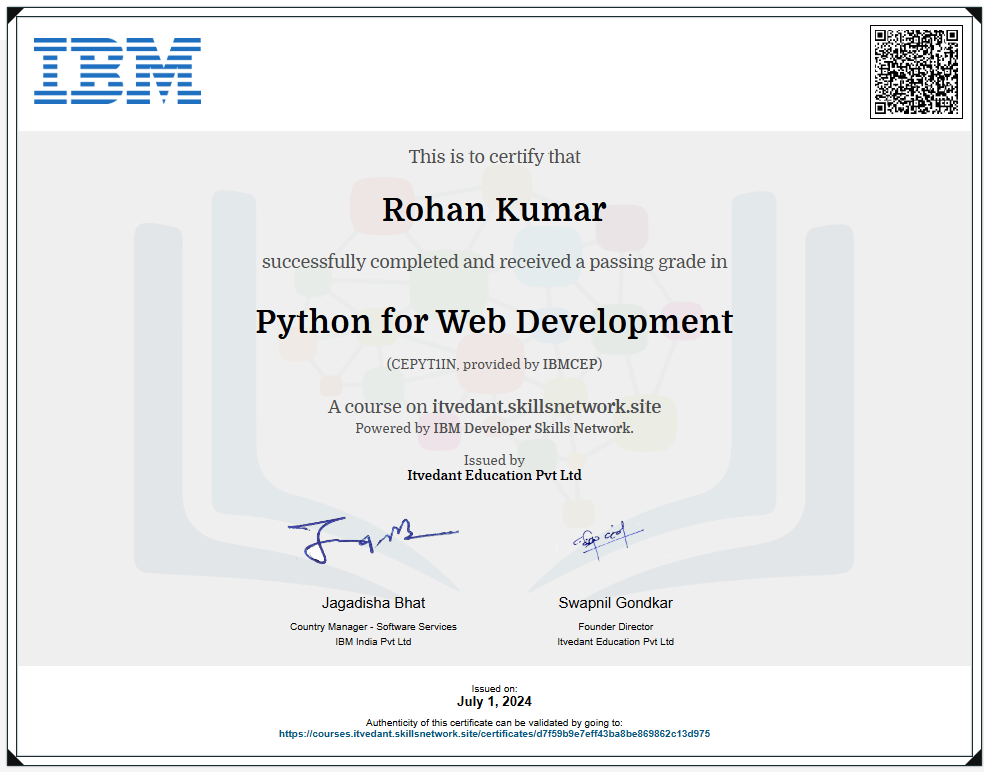 IBM
This is to certify that
Rohan Kumar
successfully completed and received a passing grade in
Python for Web Development
(CEPYT1IN, provided by IBMCEP)
A course on itvedant.skillsnetwork.site
Powered by IBM Developer Skills Network.
Issued by
Itvedant Education Pvt Ltd
Jagadisha Bhat
Country Manager - Software Services
IBM India Pvt Ltd
Swapnil Gondkar
Founder Director
Itvedant Education Pvt Ltd
Issued on:
July 1, 2024
Authenticity of this certificate can be validated by going to:
https://courses.itvedant.skillsnetwork.site/certificates/d7f59b9e7eff43ba8be869862c13d975